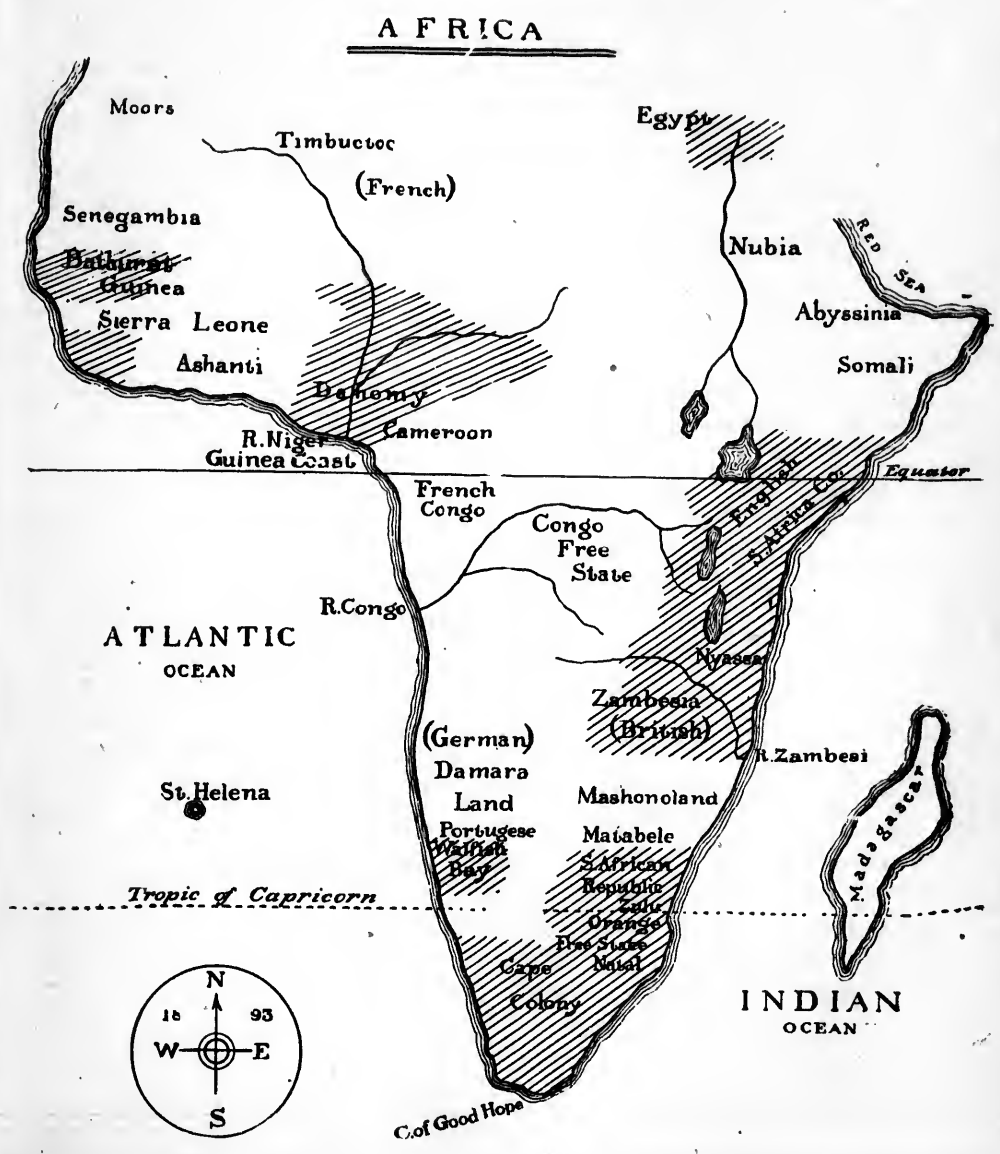 AFRICA
Moors
Timbuctoo
(French)
Egypt
Senegambia
Bathurst
Guinea
Nubia
RED SEA
Sierra Leone
Abyssinia
Ashanti
Somali
Dahomy
R.Niger
Cameroon
Guinea Coast
Equator
French
Congo
English
S.Africa Co.
Congo
Free
State
R.Congo
ATLANTIC
OCEAN
Nyassa
Zambesia
(British)
R.Zambesi
(German)
Damara
Land
St.Helena
Mashonoland
Portugese
Walfish
Bay
Matabele
S.African
Republic
Zulu
Orange
Free State
Natal
Madagascar
Tropic of Capricorn
Cape
Colony
INDIAN
OCEAN
N
18 93
W E
S
C.of Good Hope